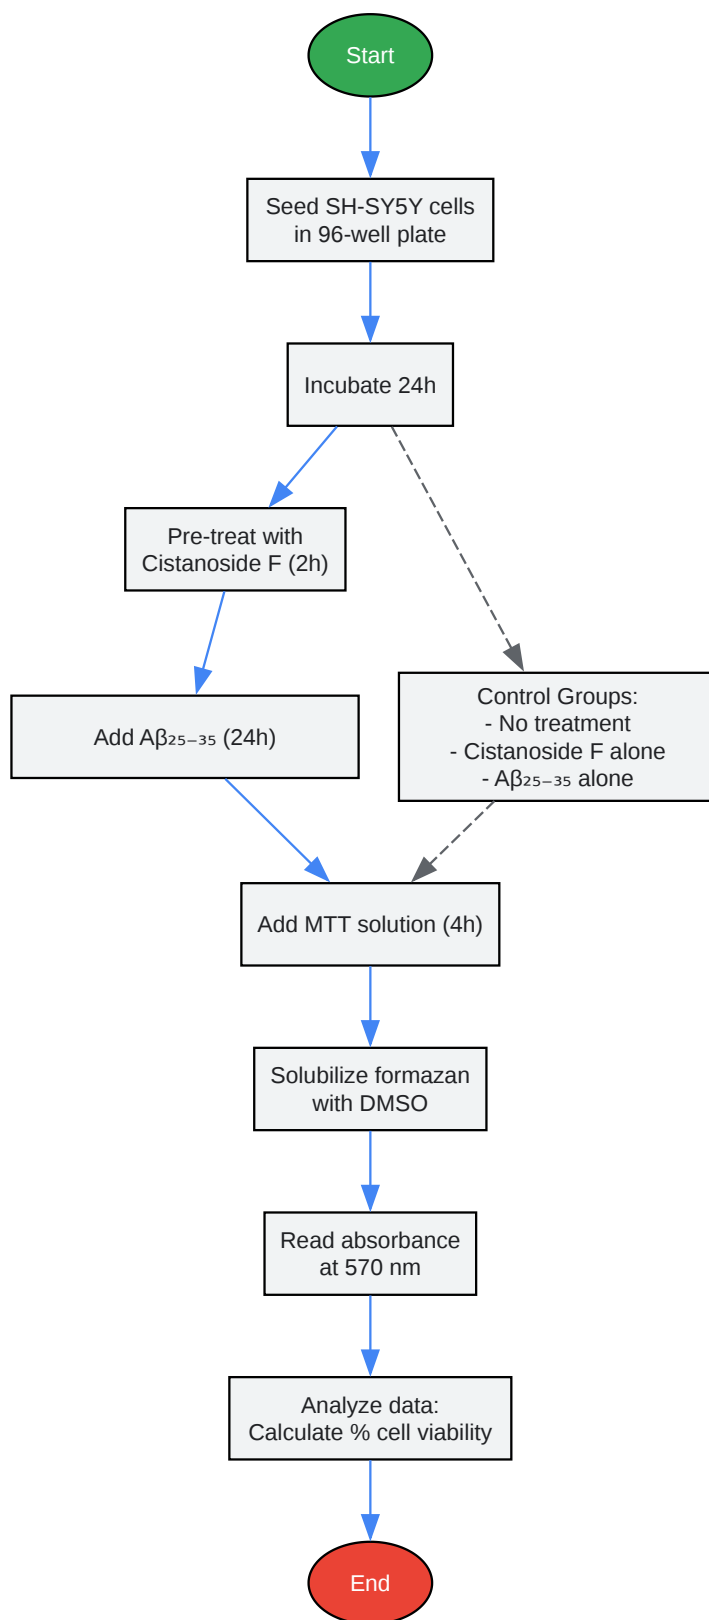 Start
Seed SH-SY5Y cells
in 96-well plate
Incubate 24h
Pre-treat with
Cistanoside F (2h)
Add Aβ₂₅₋₃₅ (24h)
Control Groups:
- No treatment
- Cistanoside F alone
- Aβ₂₅₋₃₅ alone
Add MTT solution (4h)
Solubilize formazan
with DMSO
Read absorbance
at 570 nm
Analyze data:
Calculate % cell viability
End